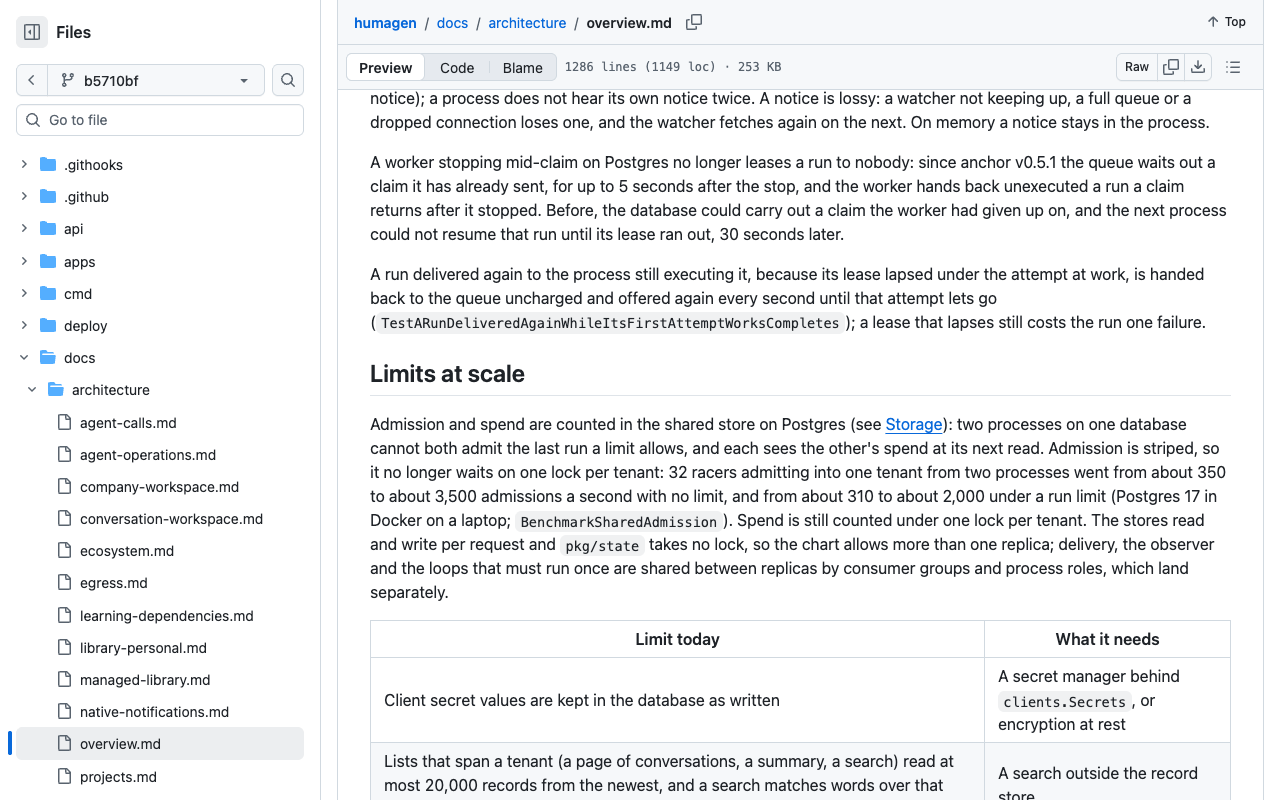 Files
b5710bf
Go to file
.githooks
.github
api
apps
cmd
deploy
docs
architecture
agent-calls.md
agent-operations.md
company-workspace.md
conversation-workspace.md
ecosystem.md
egress.md
learning-dependencies.md
library-personal.md
managed-library.md
native-notifications.md
overview.md
projects.md
humagen / docs / architecture / overview.md
Top
Preview Code Blame 1286 lines (1149 loc) · 253 KB Raw
notice); a process does not hear its own notice twice. A notice is lossy: a watcher not keeping up, a full queue or a
dropped connection loses one, and the watcher fetches again on the next. On memory a notice stays in the process.
A worker stopping mid-claim on Postgres no longer leases a run to nobody: since anchor v0.5.1 the queue waits out a
claim it has already sent, for up to 5 seconds after the stop, and the worker hands back unexecuted a run a claim
returns after it stopped. Before, the database could carry out a claim the worker had given up on, and the next process
could not resume that run until its lease ran out, 30 seconds later.
A run delivered again to the process still executing it, because its lease lapsed under the attempt at work, is handed
back to the queue uncharged and offered again every second until that attempt lets go
(TestARunDeliveredAgainWhileItsFirstAttemptWorksCompletes); a lease that lapses still costs the run one failure.
Limits at scale
Admission and spend are counted in the shared store on Postgres (see Storage): two processes on one database
cannot both admit the last run a limit allows, and each sees the other's spend at its next read. Admission is striped, so
it no longer waits on one lock per tenant: 32 racers admitting into one tenant from two processes went from about 350
to about 3,500 admissions a second with no limit, and from about 310 to about 2,000 under a run limit (Postgres 17 in
Docker on a laptop; BenchmarkSharedAdmission). Spend is still counted under one lock per tenant. The stores read
and write per request and pkg/state takes no lock, so the chart allows more than one replica; delivery, the observer
and the loops that must run once are shared between replicas by consumer groups and process roles, which land
separately.
Limit today
What it needs
Client secret values are kept in the database as written
A secret manager behind
clients.Secrets, or
encryption at rest
Lists that span a tenant (a page of conversations, a summary, a search) read at
most 20,000 records from the newest, and a search matches words over that
A search outside the record
store